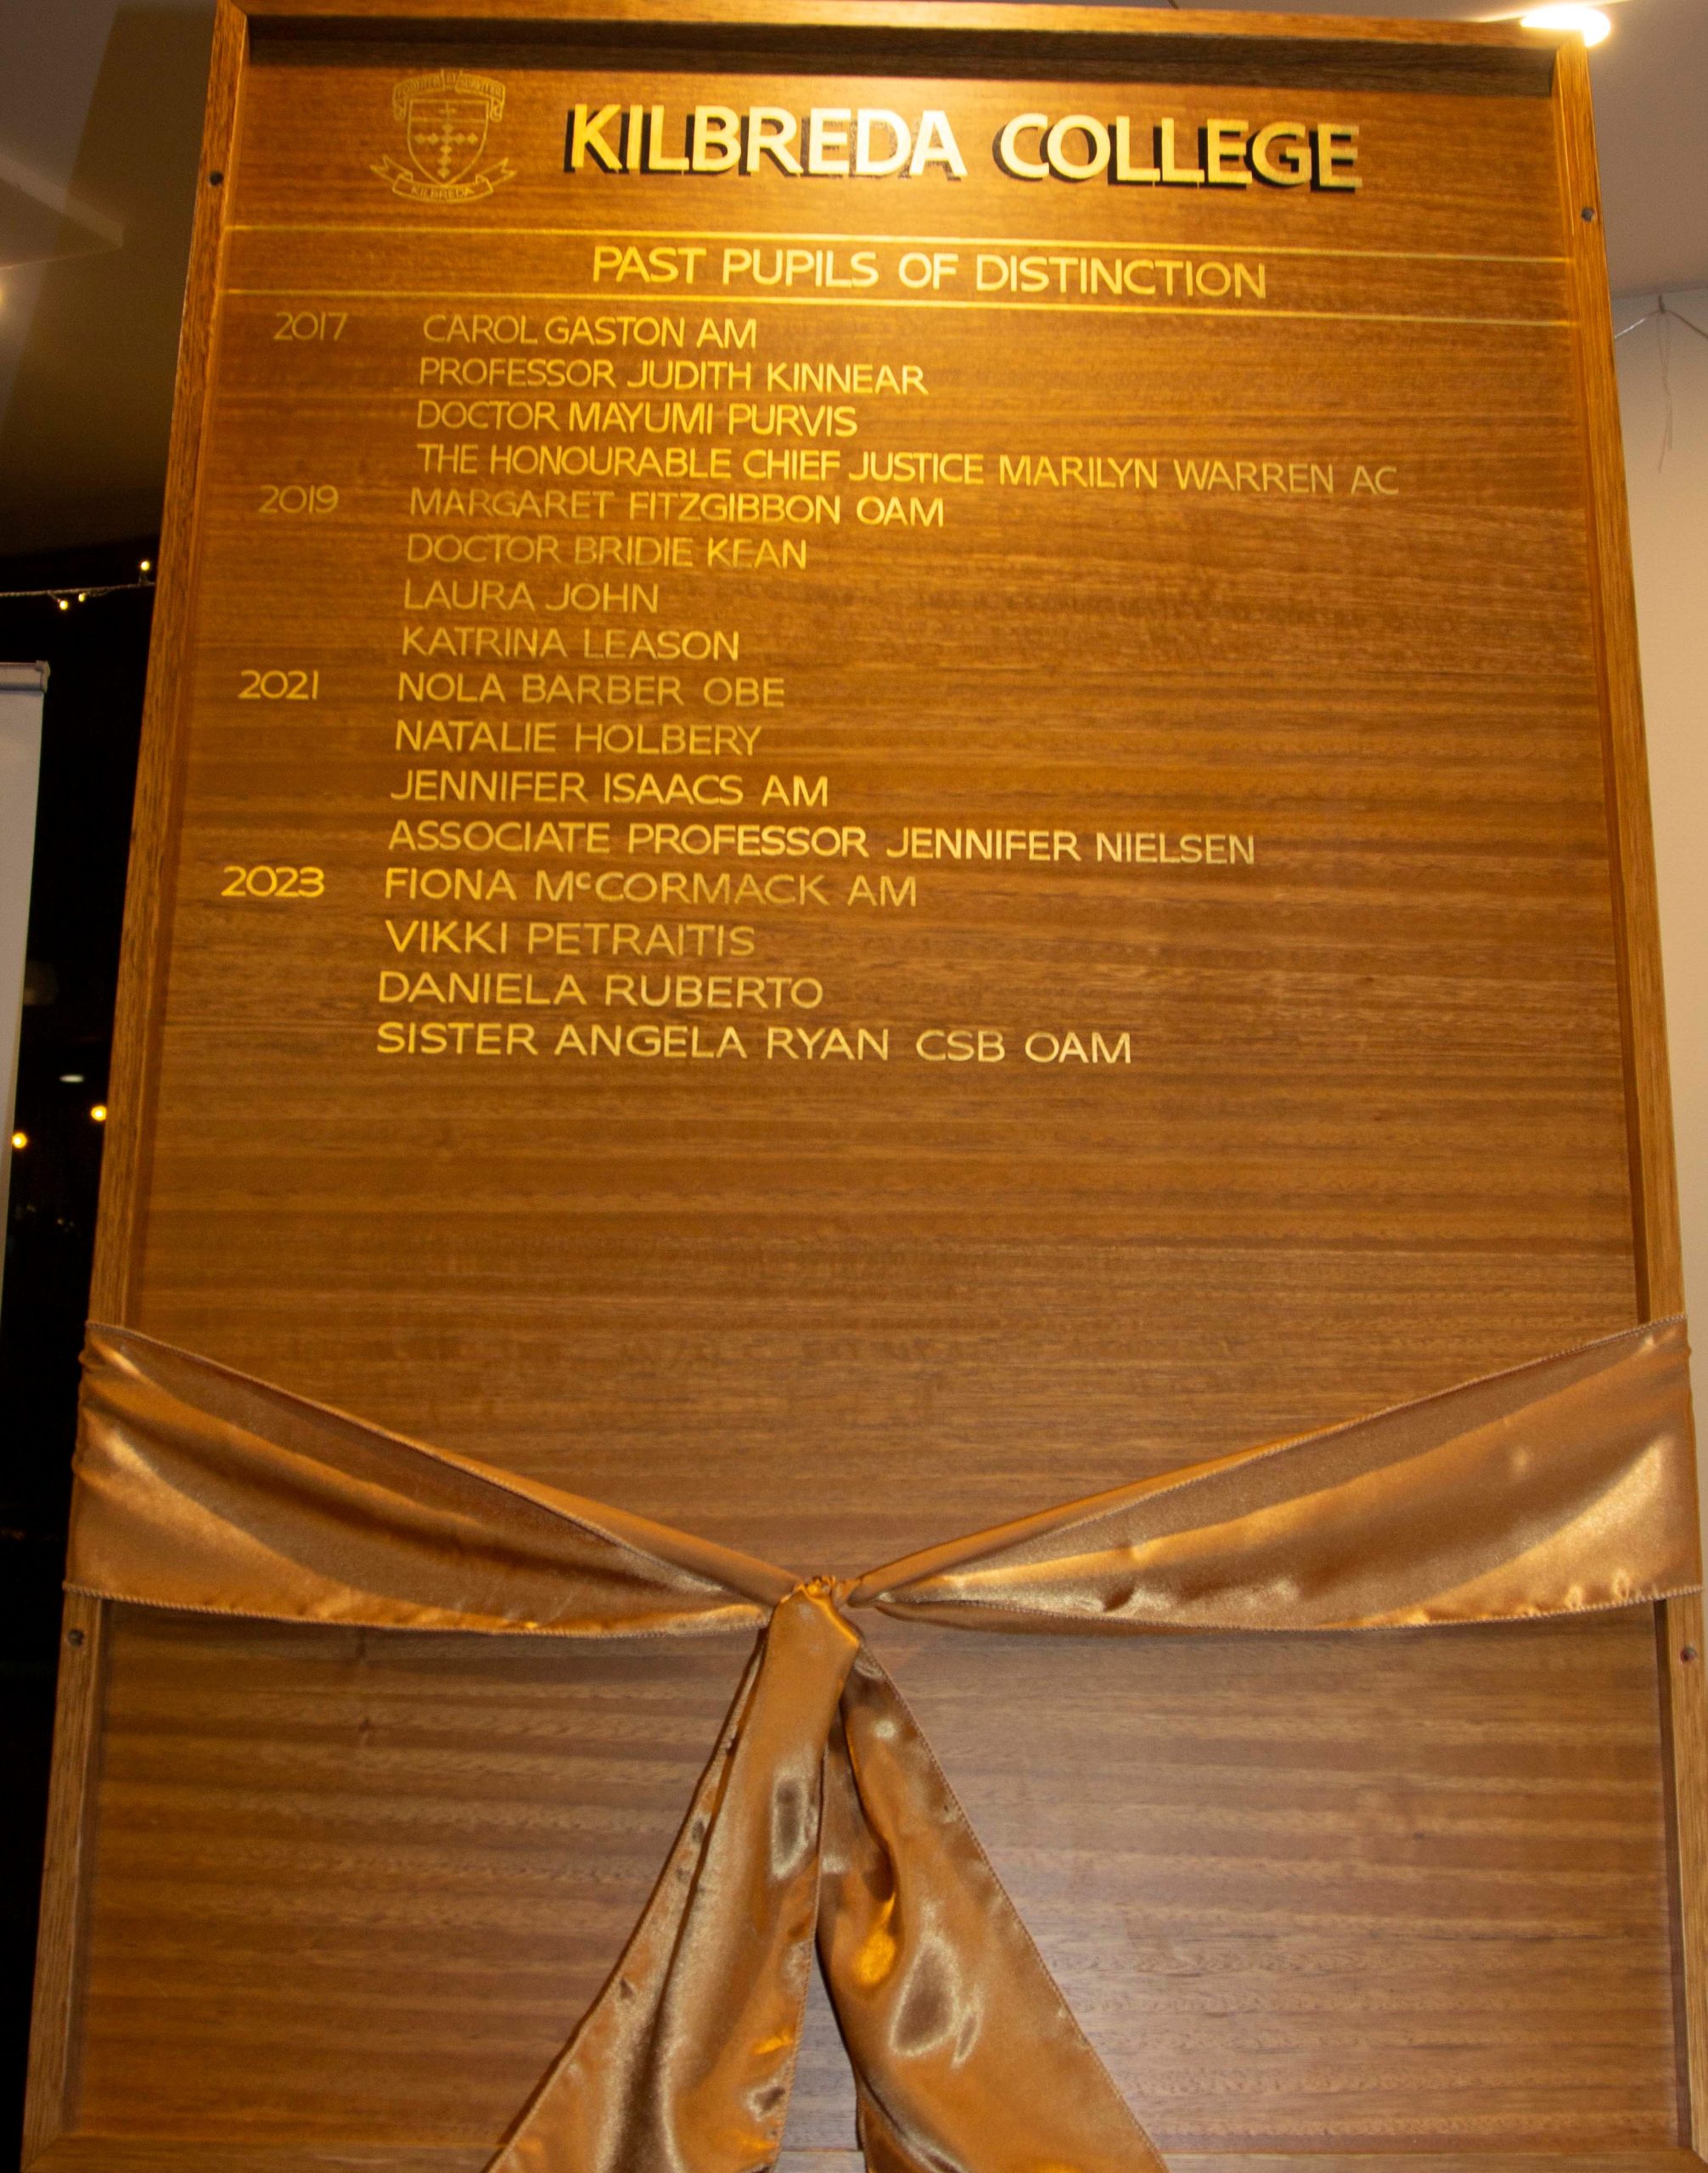 KILBREDA
KILBREDA COLLEGE
PAST PUPILS OF DISTINCTION
2017 CAROL GASTON AM
PROFESSOR JUDITH KINNEAR
DOCTOR MAYUMI PURVIS
THE HONOURABLE CHIEF JUSTICE MARILYN WARREN AC
2019 MARGARET FITZGIBBON OAM
DOCTOR BRIDIE KEAN
LAURA JOHN
KATRINA LEASON
2021 NOLA BARBER OBE
NATALIE HOLBERY
JENNIFER ISAACS AM
ASSOCIATE PROFESSOR JENNIFER NIELSEN
2023 FIONA McCORMACK AM
VIKKI PETRAITIS
DANIELA RUBERTO
SISTER ANGELA RYAN CSB OAM